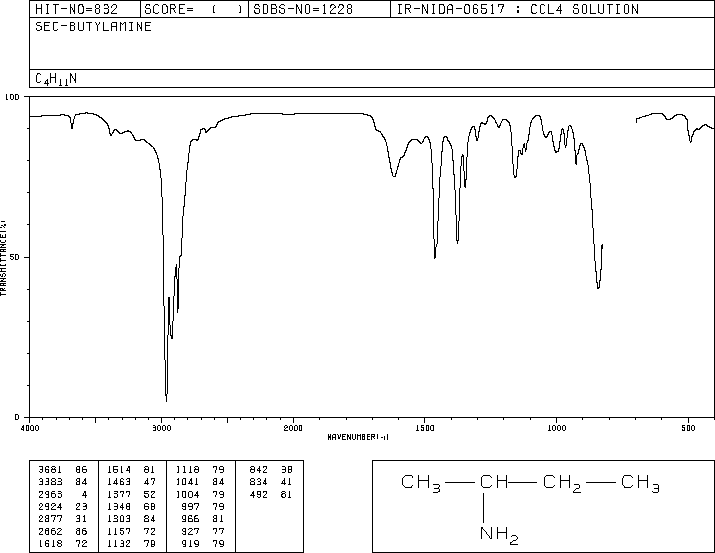 HIT-NO=832 SCORE= ( ) SDBS-NO=1228 IR-NIDA-06517 : CCL4 SOLUTION
SEC-BUTYLAMINE
C4H11N
100
50
0
TRANSMITTANCE(%)
4000 3000 2000 1500 1000 500
WAVENUMBER(-1)
3681 86 1514 81 1118 79 842 38
3383 84 1463 47 1041 84 834 41
2963 4 1377 52 1004 79 492 81
2924 23 1348 68 997 79
2877 31 1303 84 966 81
2662 86 1157 72 927 77
1618 72 1132 79 919 79
CH3 CH CH2 CH3
NH2